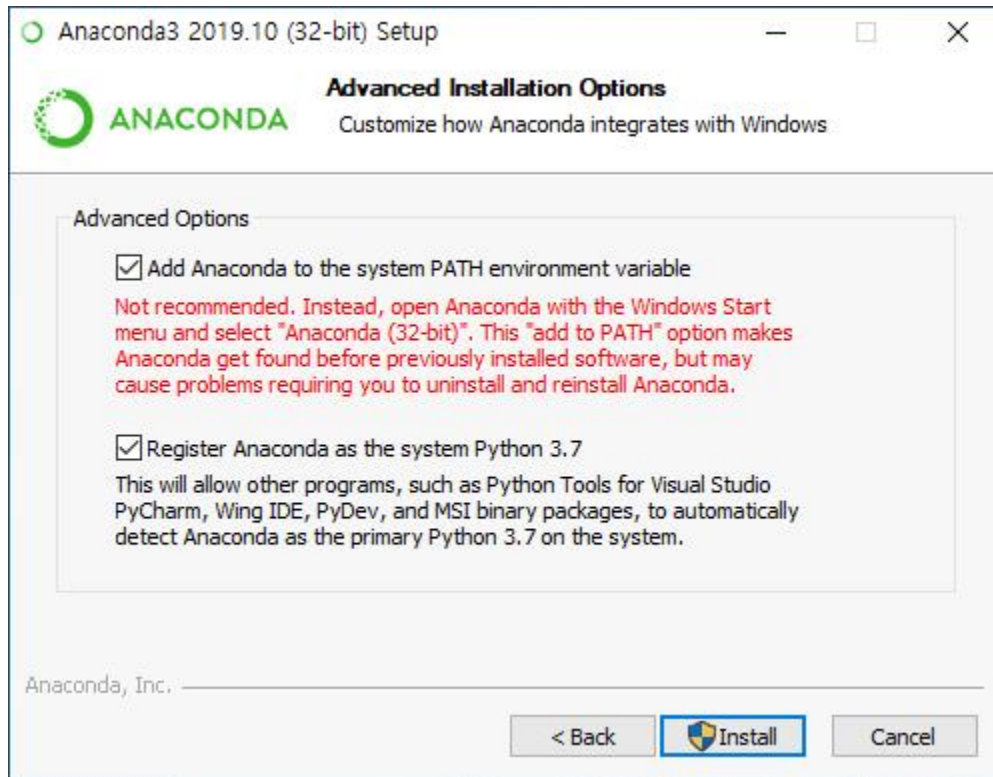 Anaconda3 2019.10 (32-bit) Setup
ANACONDA
Advanced Installation Options
Customize how Anaconda integrates with Windows
Advanced Options
Add Anaconda to the system PATH environment variable
Not recommended. Instead, open Anaconda with the Windows Start
menu and select "Anaconda (32-bit)". This "add to PATH" option makes
Anaconda get found before previously installed software, but may
cause problems requiring you to uninstall and reinstall Anaconda.
Register Anaconda as the system Python 3.7
This will allow other programs, such as Python Tools for Visual Studio
PyCharm, Wing IDE, PyDev, and MSI binary packages, to automatically
detect Anaconda as the primary Python 3.7 on the system.
Anaconda, Inc.
< Back
Install
Cancel